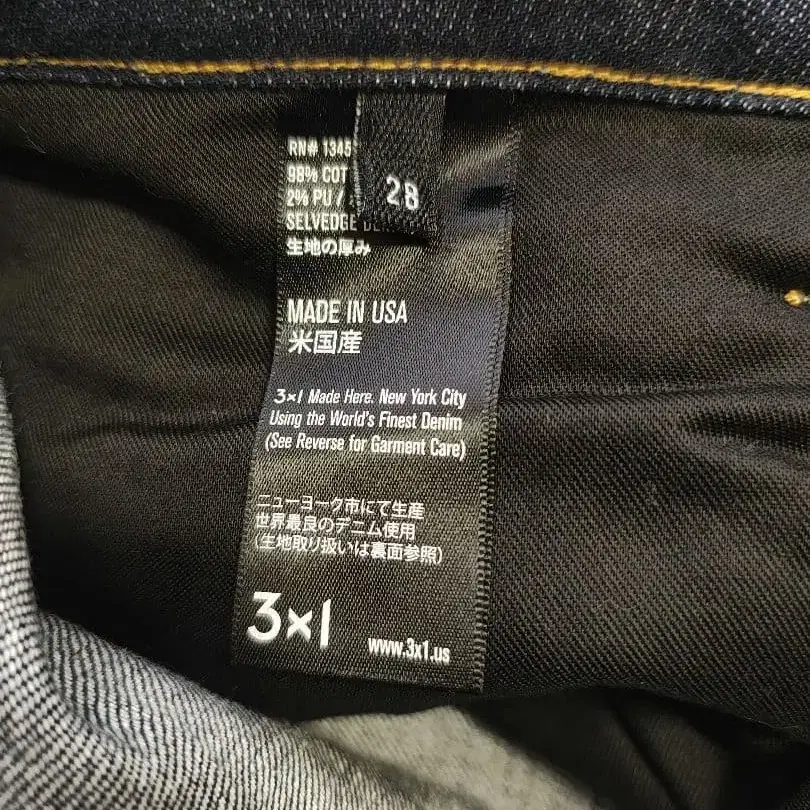 RN# 1345
98% COT
2% PU /
28
SELVEDGE
生地の厚み
MADE IN USA
米国産
3×1 Made Here. New York City
Using the World's Finest Denim
(See Reverse for Garment Care)
ニューヨーク市にて生産
世界最良のデニム使用
(生地取り扱いは裏面参照)
3×1
www.3x1.us